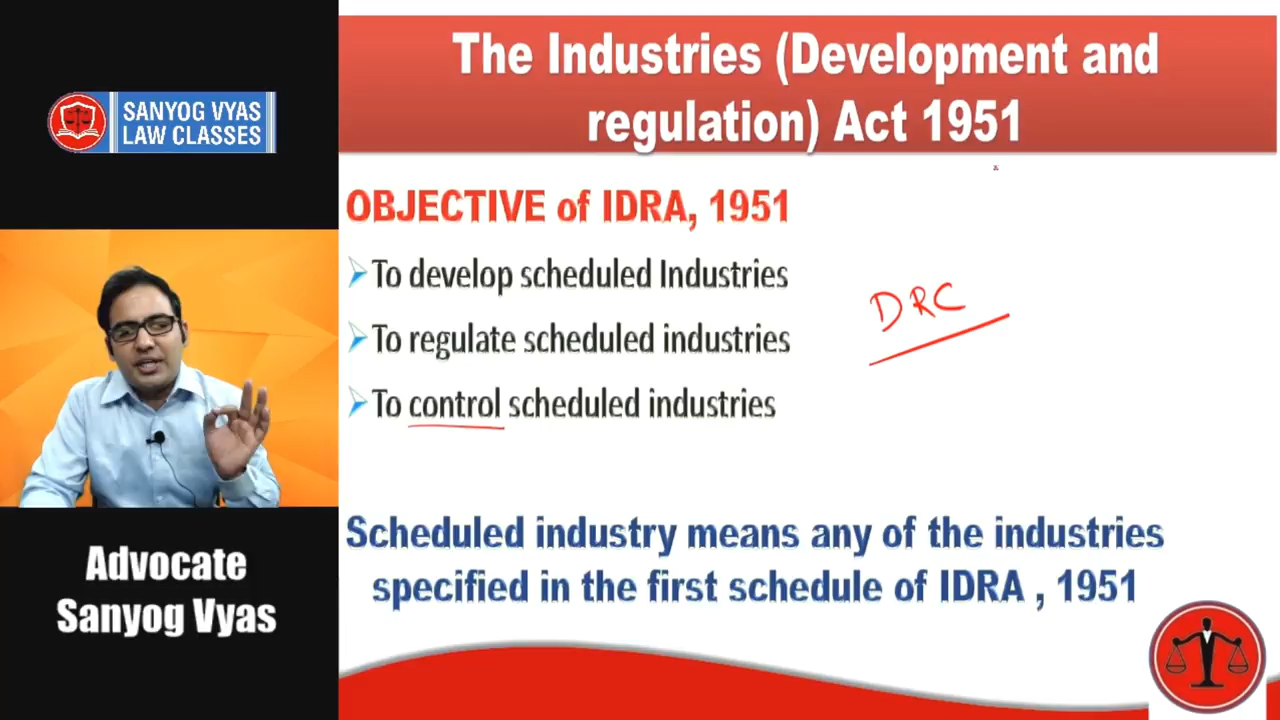 SANYOG VYAS
LAW CLASSES
Advocate
Sanyog Vyas
The Industries (Development and
regulation) Act 1951
OBJECTIVE of IDRA, 1951
To develop scheduled Industries
To regulate scheduled industries
To control scheduled industries
DRC
Scheduled industry means any of the industries
specified in the first schedule of IDRA , 1951